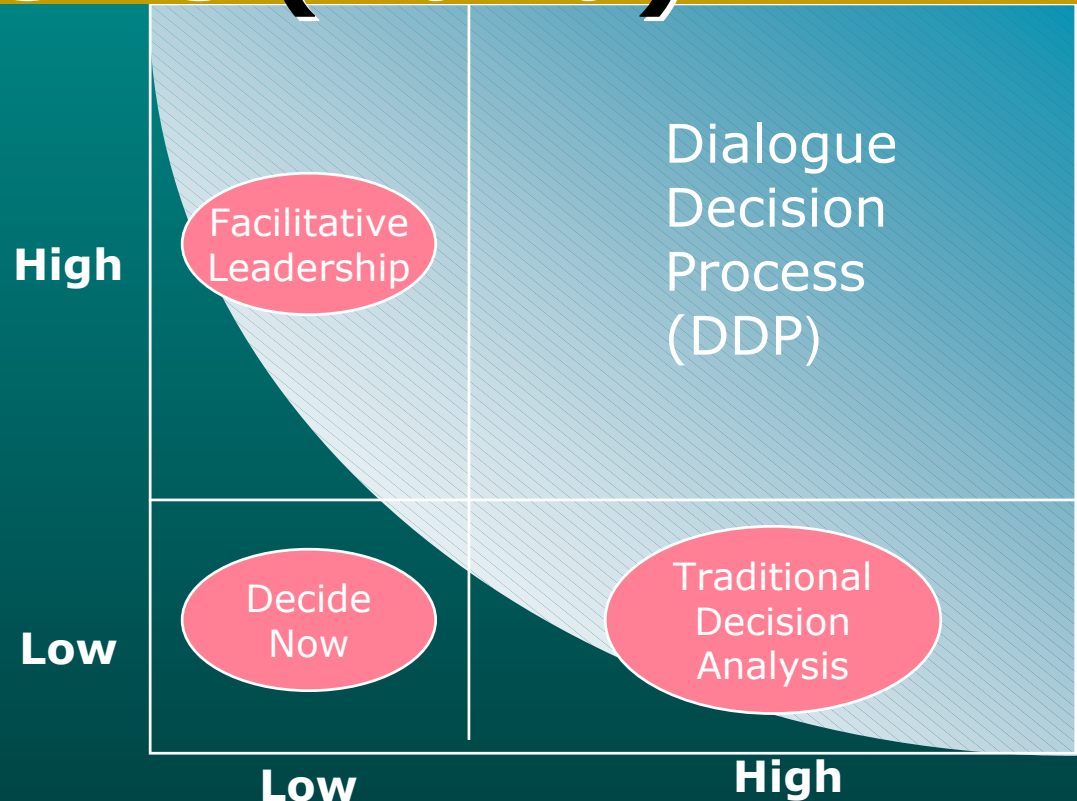 Dialogue
Decision
Process
(DDP)
Facilitative
Leadership
High
Decide
Now
Traditional
Decision
Analysis
Low
Low
High